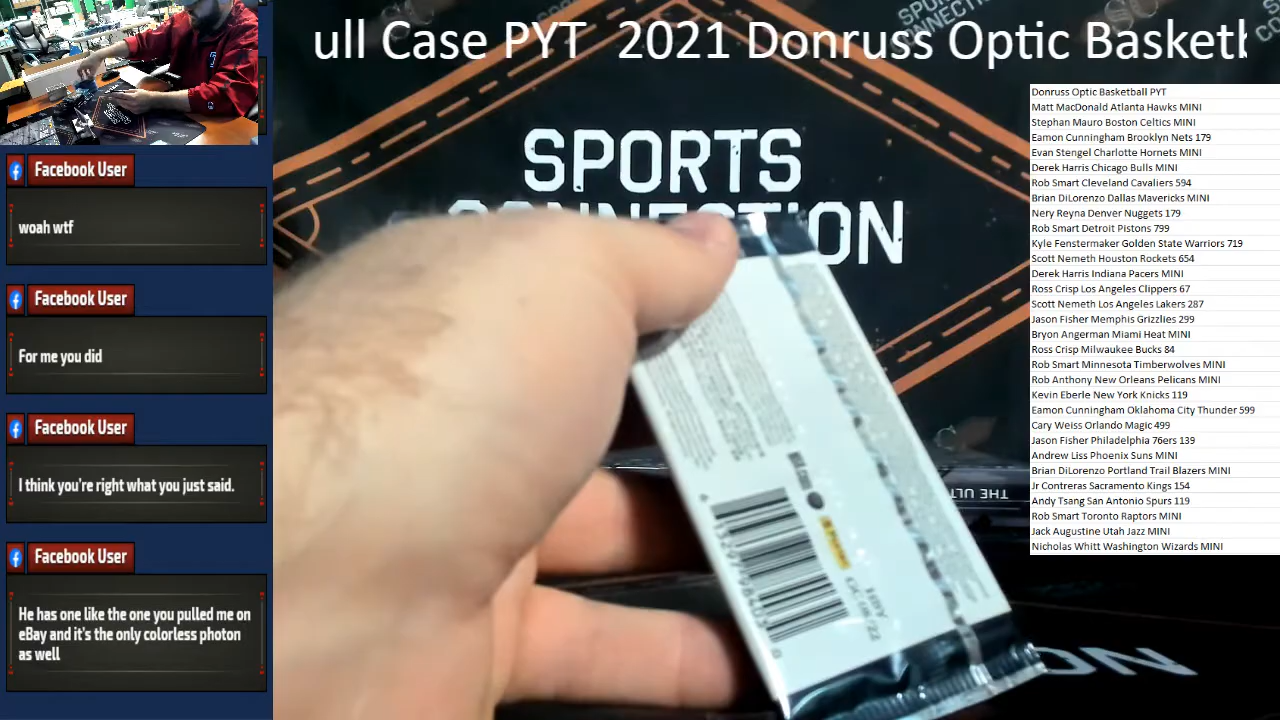 ull Case PYT 2021 Donruss Optic Basketb
SPORTS
CONNECTION
Facebook User
woah wtf
Facebook User
For me you did
Facebook User
I think you're right what you just said.
Facebook User
He has one like the one you pulled me on
eBay and it's the only colorless photon
as well
Donruss Optic Basketball PYT
Matt MacDonald Atlanta Hawks MINI
Stephan Mauro Boston Celtics MINI
Eamon Cunningham Brooklyn Nets 179
Evan Stengel Charlotte Hornets MINI
Derek Harris Chicago Bulls MINI
Rob Smart Cleveland Cavaliers 594
Brian DiLorenzo Dallas Mavericks MINI
Nery Reyna Denver Nuggets 179
Rob Smart Detroit Pistons 799
Kyle Fenstermaker Golden State Warriors 719
Scott Nemeth Houston Rockets 654
Derek Harris Indiana Pacers MINI
Ross Crisp Los Angeles Clippers 67
Scott Nemeth Los Angeles Lakers 287
Jason Fisher Memphis Grizzlies 299
Bryon Angerman Miami Heat MINI
Ross Crisp Milwaukee Bucks 84
Rob Smart Minnesota Timberwolves MINI
Rob Anthony New Orleans Pelicans MINI
Kevin Eberle New York Knicks 119
Eamon Cunningham Oklahoma City Thunder 599
Cary Weiss Orlando Magic 499
Jason Fisher Philadelphia 76ers 139
Andrew Liss Phoenix Suns MINI
Brian DiLorenzo Portland Trail Blazers MINI
Jr Contreras Sacramento Kings 154
Andy Tsang San Antonio Spurs 119
Rob Smart Toronto Raptors MINI
Jack Augustine Utah Jazz MINI
Nicholas Whitt Washington Wizards MINI
THE ULT